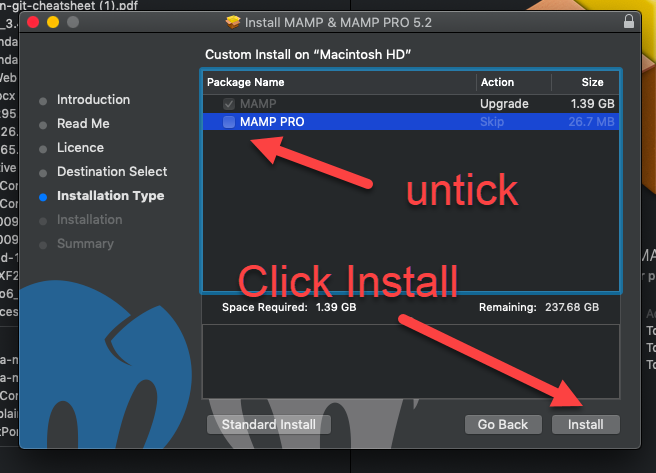 n-git-cheatsheet (1).pdf
Install MAMP & MAMP PRO 5.2
Custom Install on “Macintosh HD”
Package Name Action Size
MAMP Upgrade 1.39 GB
MAMP PRO Skip 26.7 MB
Introduction
Read Me
Licence
Destination Select
Installation Type
Installation
Summary
untick
Click Install
Space Required: 1.39 GB Remaining: 237.68 GB
Standard Install Go Back Install